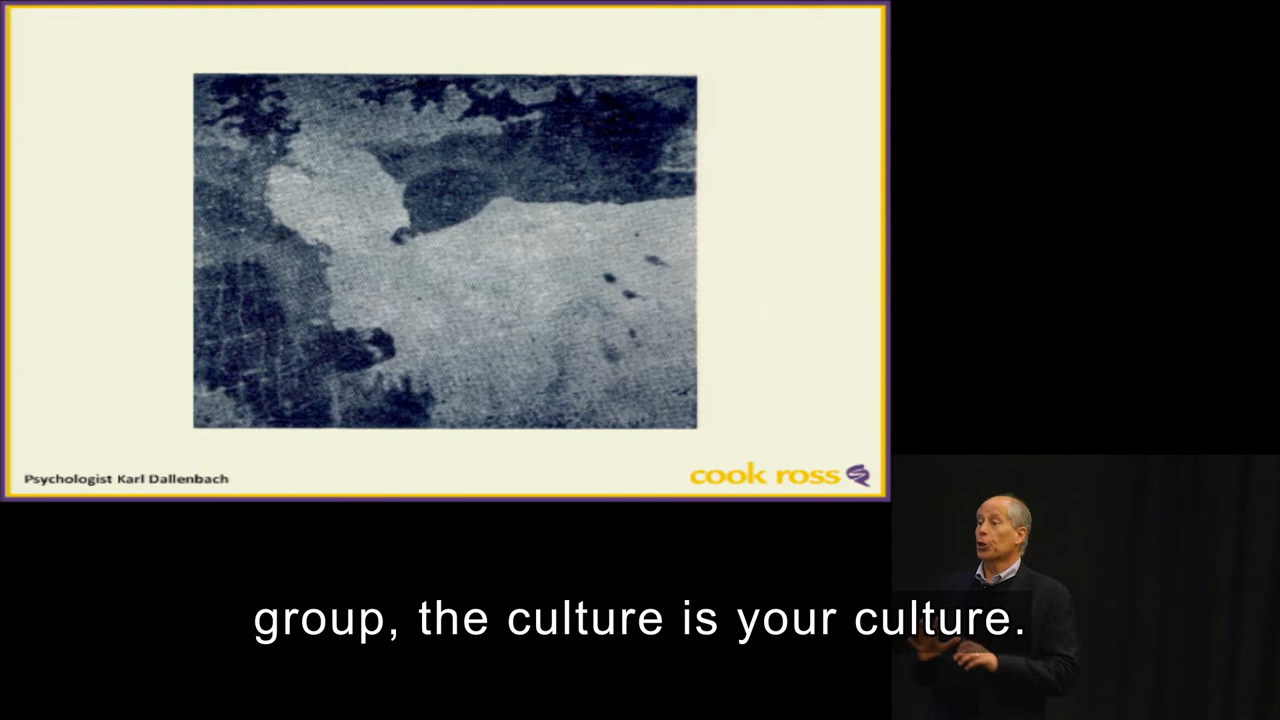 Psychologist Karl Dallenbach
cook ross
group, the culture is your culture.